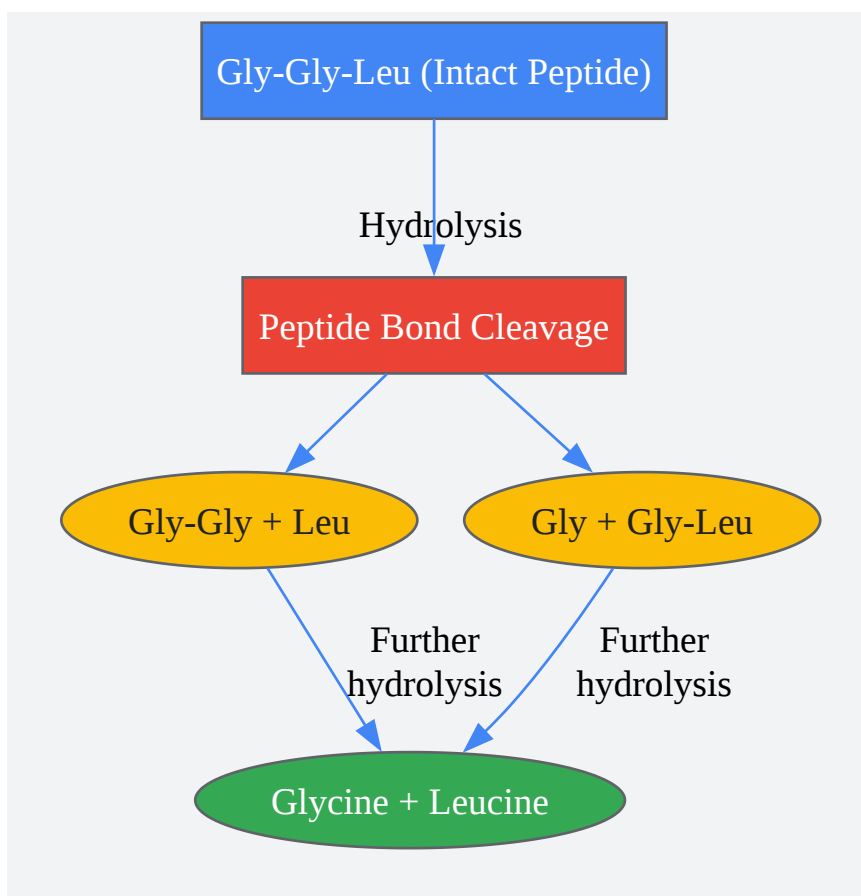 Gly-Gly-Leu (Intact Peptide)
Hydrolysis
Peptide Bond Cleavage
Gly-Gly + Leu
Gly + Gly-Leu
Further
hydrolysis
Further
hydrolysis
Glycine + Leucine